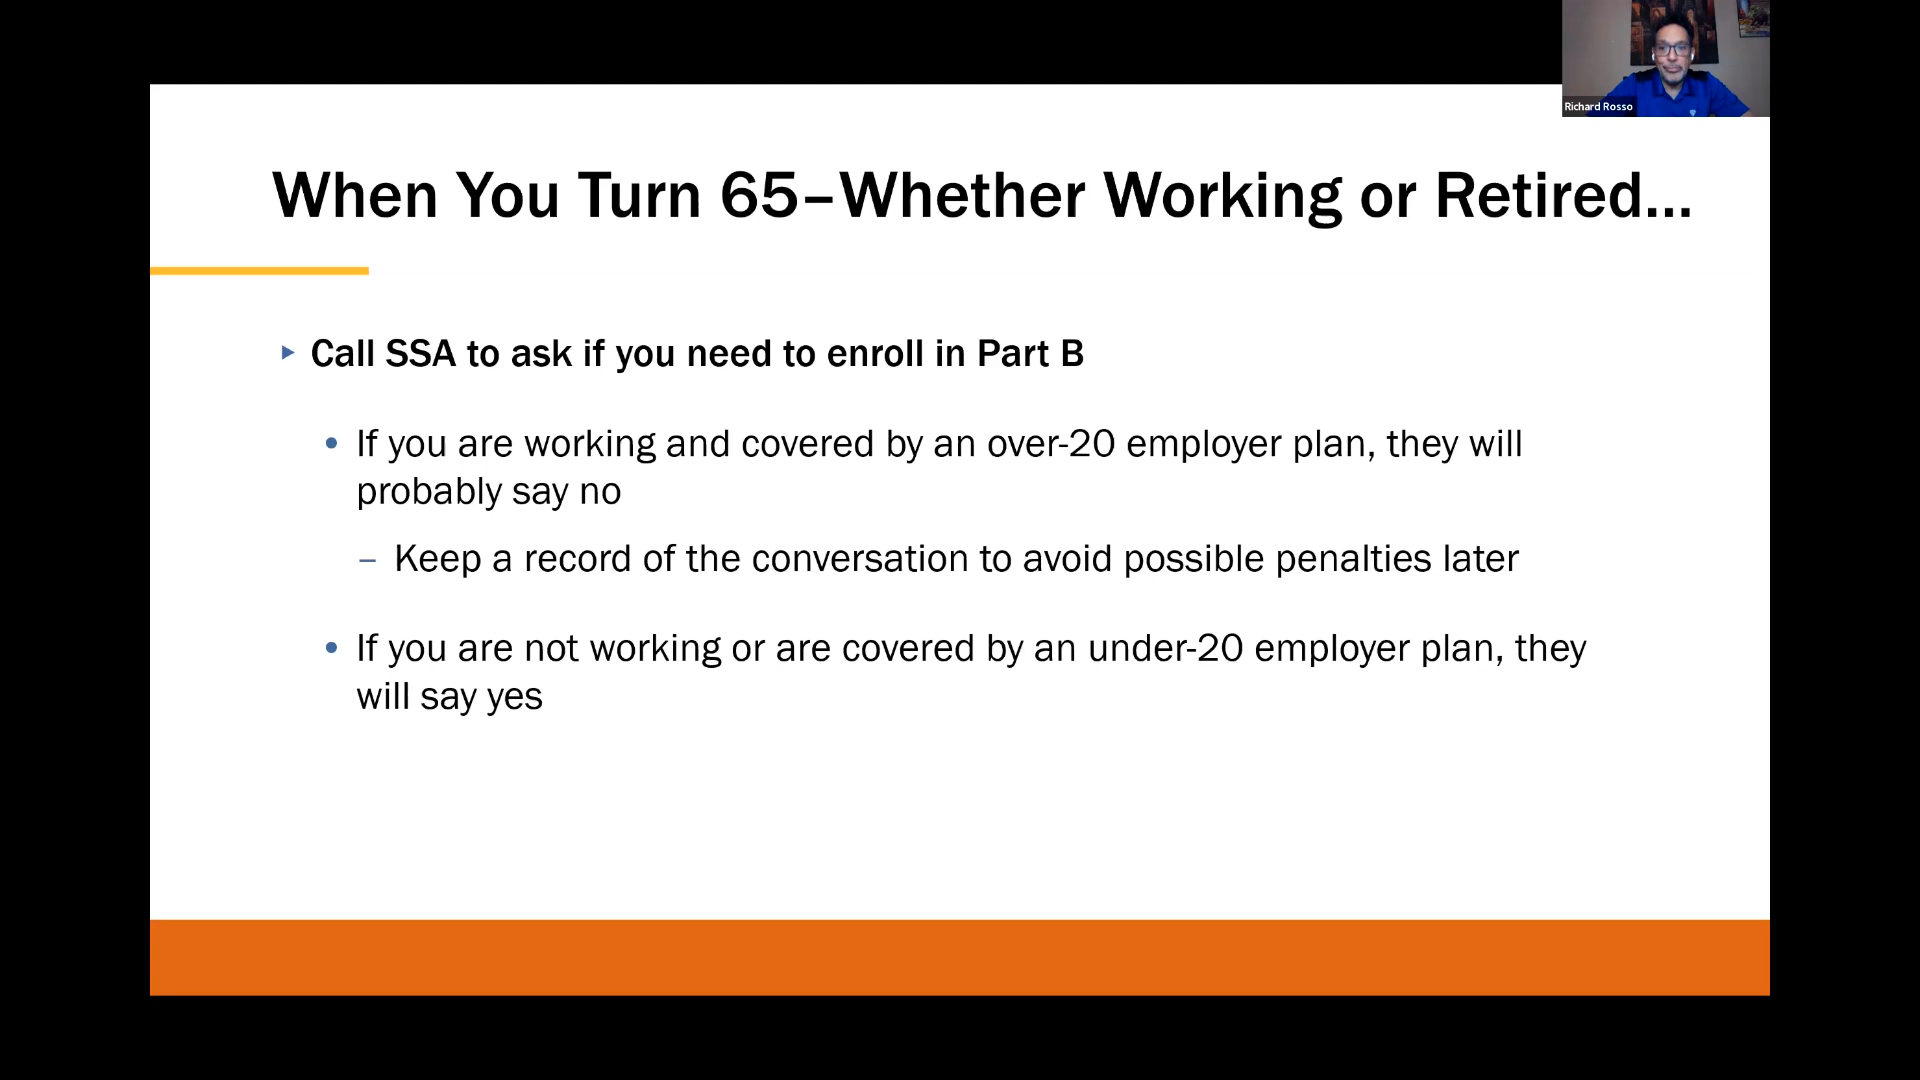 Richard Rosso
When You Turn 65–Whether Working or Retired...
Call SSA to ask if you need to enroll in Part B
If you are working and covered by an over-20 employer plan, they will
probably say no
– Keep a record of the conversation to avoid possible penalties later
If you are not working or are covered by an under-20 employer plan, they
will say yes